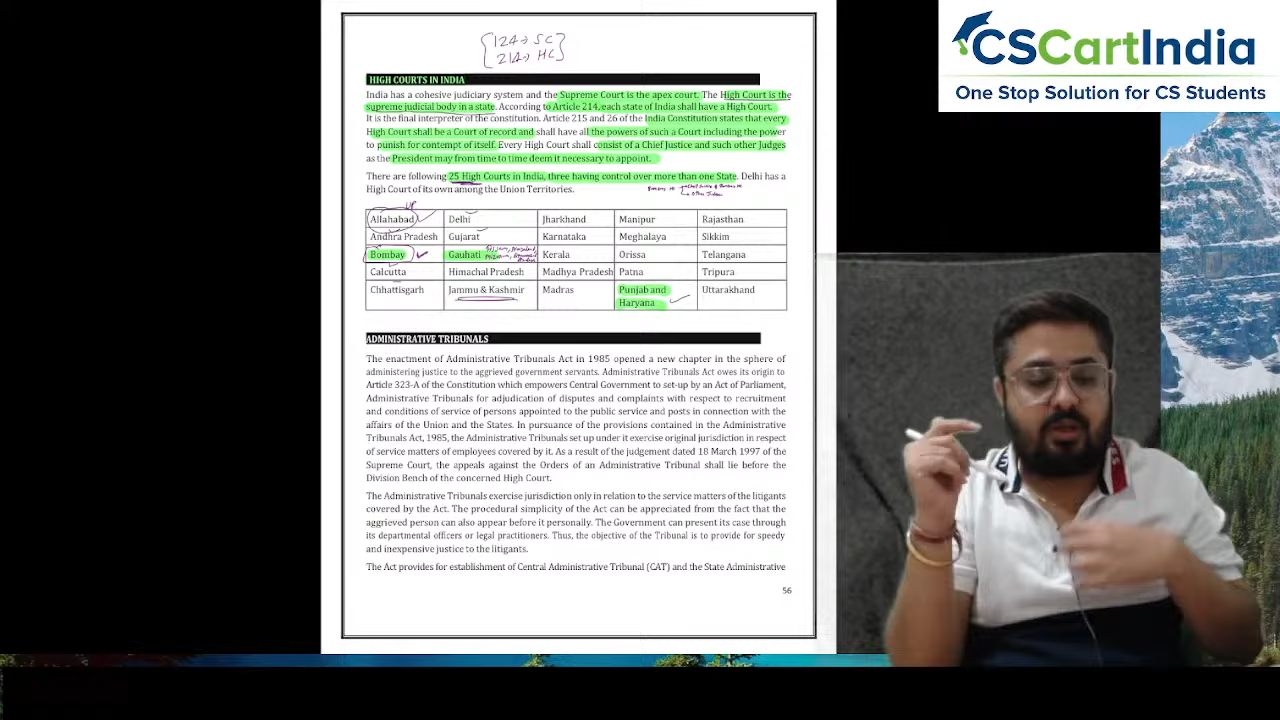 124 → SC
214 → HC
CSCartIndia
One Stop Solution for CS Students
HIGH COURTS IN INDIA
India has a cohesive judiciary system and the Supreme Court is the apex court. The High Court is the
supreme judicial body in a state. According to Article 214, each state of India shall have a High Court.
It is the final interpreter of the constitution. Article 215 and 26 of the India Constitution states that every
High Court shall be a Court of record and shall have all the powers of such a Court including the power
to punish for contempt of itself. Every High Court shall consist of a Chief Justice and such other Judges
as the President may from time to time deem it necessary to appoint.
There are following 25 High Courts in India, three having control over more than one State. Delhi has a
High Court of its own among the Union Territories.
UP
Allahabad Delhi Jharkhand Manipur Rajasthan
Andhra Pradesh Gujarat Karnataka Meghalaya Sikkim
Bombay Gauhati Kerala Orissa Telangana
Calcutta Himachal Pradesh Madhya Pradesh Patna Tripura
Chhattisgarh Jammu & Kashmir Madras Punjab and Haryana Uttarakhand
ADMINISTRATIVE TRIBUNALS
The enactment of Administrative Tribunals Act in 1985 opened a new chapter in the sphere of
administering justice to the aggrieved government servants. Administrative Tribunals Act owes its origin to
Article 323-A of the Constitution which empowers Central Government to set-up by an Act of Parliament,
Administrative Tribunals for adjudication of disputes and complaints with respect to recruitment
and conditions of service of persons appointed to the public service and posts in connection with the
affairs of the Union and the States. In pursuance of the provisions contained in the Administrative
Tribunals Act, 1985, the Administrative Tribunals set up under it exercise original jurisdiction in respect
of service matters of employees covered by it. As a result of the judgement dated 18 March 1997 of the
Supreme Court, the appeals against the Orders of an Administrative Tribunal shall lie before the
Division Bench of the concerned High Court.
The Administrative Tribunals exercise jurisdiction only in relation to the service matters of the litigants
covered by the Act. The procedural simplicity of the Act can be appreciated from the fact that the
aggrieved person can also appear before it personally. The Government can present its case through
its departmental officers or legal practitioners. Thus, the objective of the Tribunal is to provide for speedy
and inexpensive justice to the litigants.
The Act provides for establishment of Central Administrative Tribunal (CAT) and the State Administrative
56